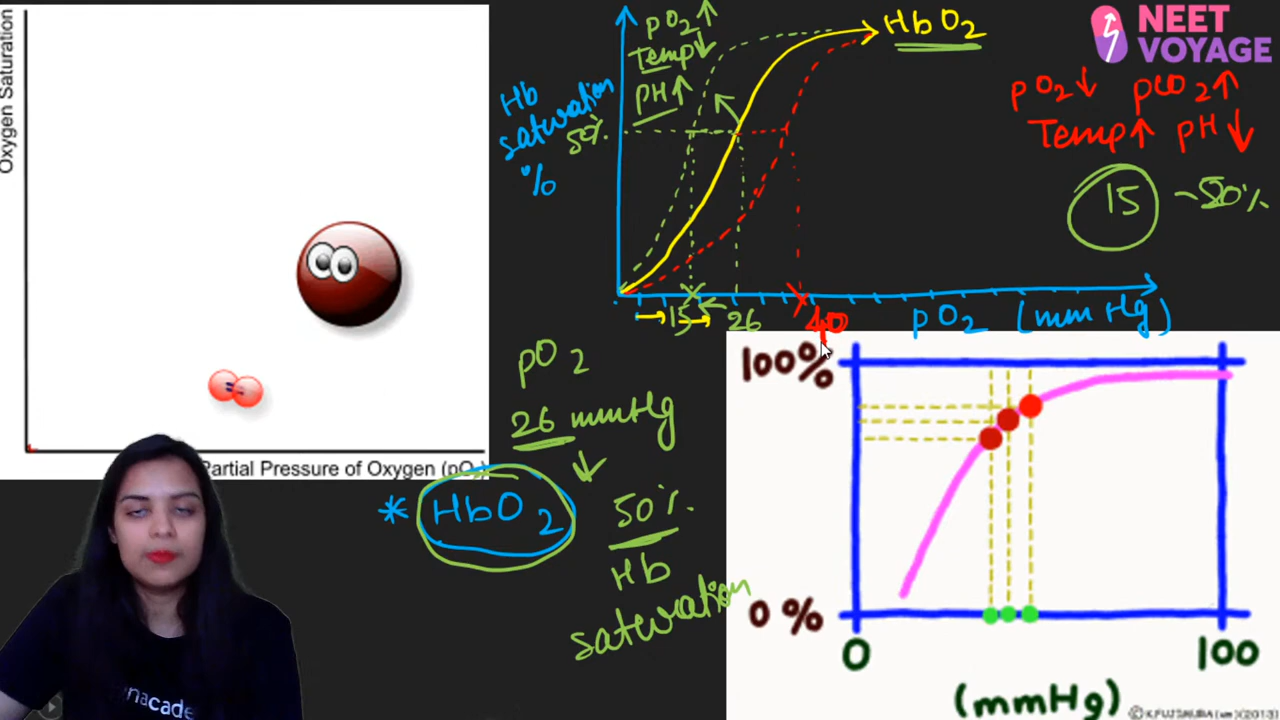 Oxygen Saturation
Partial Pressure of Oxygen (pO₂)
pO2↑
Temp↓
PH↑
Hb
saturation
%
50%
HbO2
NEET
VOYAGE
pO2↓ pCO2↑
Temp↑ pH↓
15 ~50%
15 26 40 pO2 (mmHg)
pO2
26 mmHg
50%
Hb
saturation
* HbO2
100%
0 %
0 100
(mmHg)
nacade